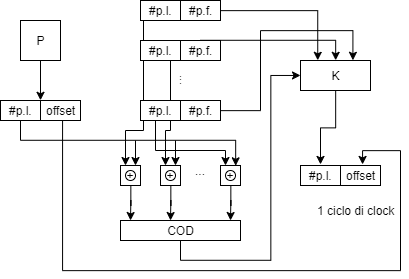 #p.l. #p.f.
P
#p.l. #p.f.
⋮
K
#p.l. offset
#p.l. #p.f.
⊕ ⊕ ... ⊕
#p.l. offset
1 ciclo di clock
COD